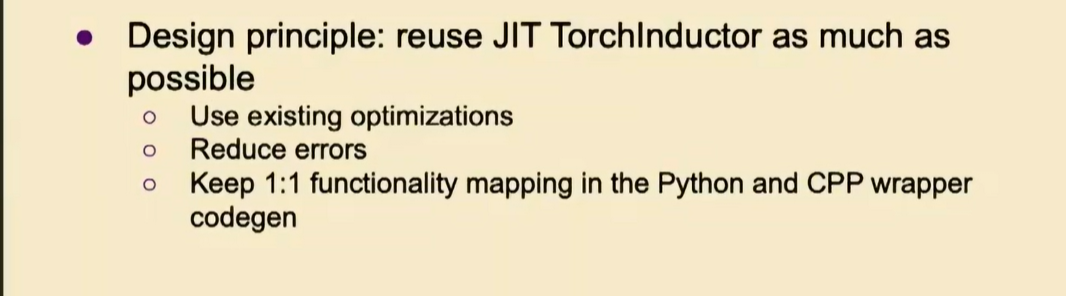 ● Design principle: reuse JIT TorchInductor as much as
possible
○ Use existing optimizations
○ Reduce errors
○ Keep 1:1 functionality mapping in the Python and CPP wrapper
codegen